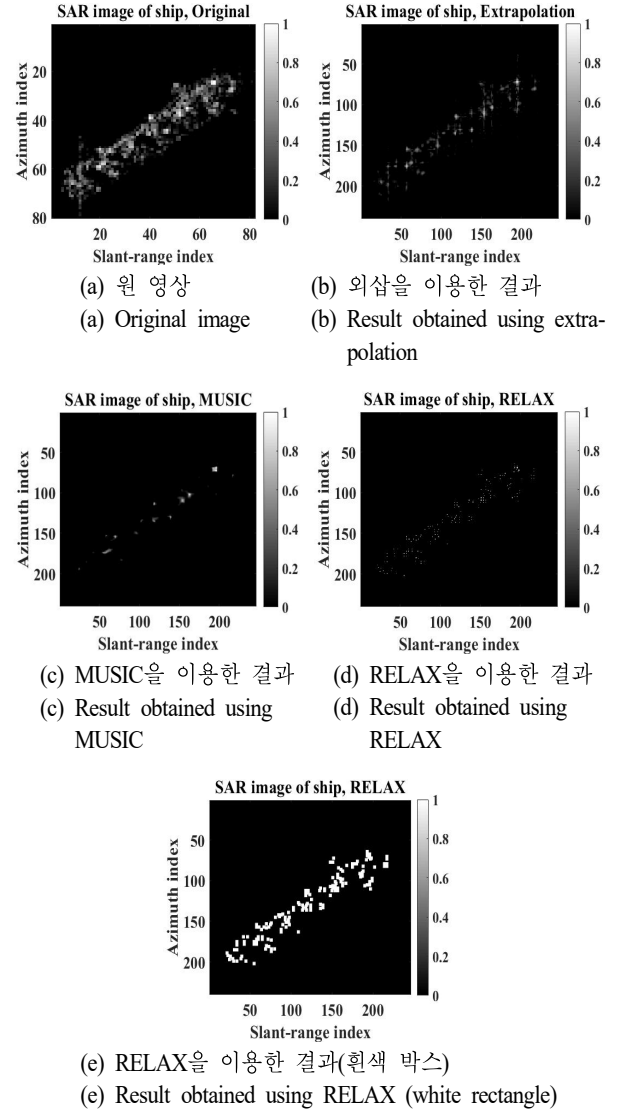 SAR image of ship, Original
1
0.8
0.6
0.4
0.2
0
20
40
60
80
Azimuth index
20 40 60 80
Slant-range index
(a) 원 영상
(a) Original image
SAR image of ship, Extrapolation
1
0.8
0.6
0.4
0.2
0
50
100
150
200
Azimuth index
50 100 150 200
Slant-range index
(b) 외삽을 이용한 결과
(b) Result obtained using extra-
polation
SAR image of ship, MUSIC
1
0.8
0.6
0.4
0.2
0
50
100
150
200
Azimuth index
50 100 150 200
Slant-range index
(c) MUSIC을 이용한 결과
(c) Result obtained using
MUSIC
SAR image of ship, RELAX
1
0.8
0.6
0.4
0.2
0
50
100
150
200
Azimuth index
50 100 150 200
Slant-range index
(d) RELAX을 이용한 결과
(d) Result obtained using
RELAX
SAR image of ship, RELAX
1
0.8
0.6
0.4
0.2
0
50
100
150
200
Azimuth index
50 100 150 200
Slant-range index
(e) RELAX을 이용한 결과(흰색 박스)
(e) Result obtained using RELAX (white rectangle)